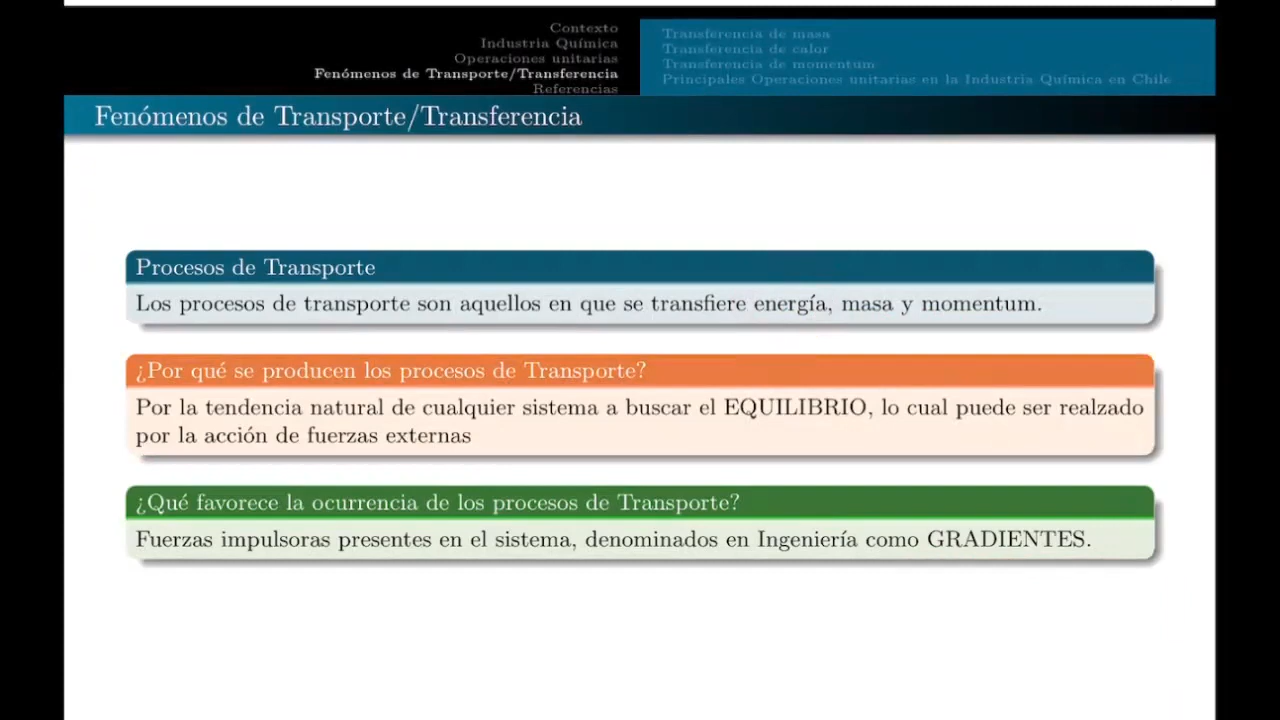 Contexto
Industria Química
Operaciones unitarias
Fenómenos de Transporte/Transferencia
Referencias
Transferencia de masa
Transferencia de calor
Transferencia de momentum
Principales Operaciones unitarias en la Industria Química en Chile
Fenómenos de Transporte/Transferencia
Procesos de Transporte
Los procesos de transporte son aquellos en que se transfiere energía, masa y momentum.
¿Por qué se producen los procesos de Transporte?
Por la tendencia natural de cualquier sistema a buscar el EQUILIBRIO, lo cual puede ser realzado
por la acción de fuerzas externas
¿Qué favorece la ocurrencia de los procesos de Transporte?
Fuerzas impulsoras presentes en el sistema, denominados en Ingeniería como GRADIENTES.